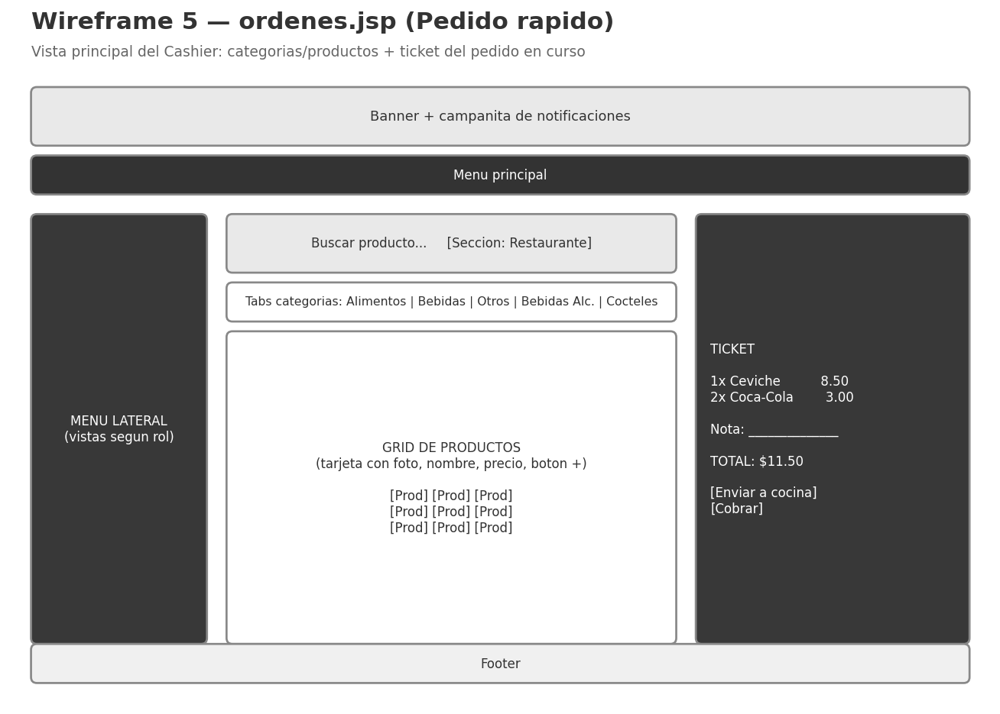 Wireframe 5 — ordenes.jsp (Pedido rapido)
Vista principal del Cashier: categorias/productos + ticket del pedido en curso
Banner + campanita de notificaciones
Menu principal
MENU LATERAL
(vistas segun rol)
Buscar producto... [Seccion: Restaurante]
Tabs categorias: Alimentos | Bebidas | Otros | Bebidas Alc. | Cocteles
GRID DE PRODUCTOS
(tarjeta con foto, nombre, precio, boton +)
[Prod] [Prod] [Prod]
[Prod] [Prod] [Prod]
[Prod] [Prod] [Prod]
TICKET
1x Ceviche 8.50
2x Coca-Cola 3.00
Nota: ______________
TOTAL: $11.50
[Enviar a cocina]
[Cobrar]
Footer